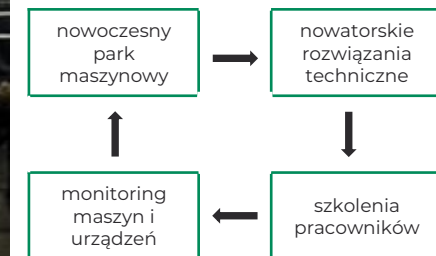 nowoczesny
park
maszynowy
nowatorskie
rozwiązania
techniczne
monitoring
maszyn i
urządzeń
szkolenia
pracowników